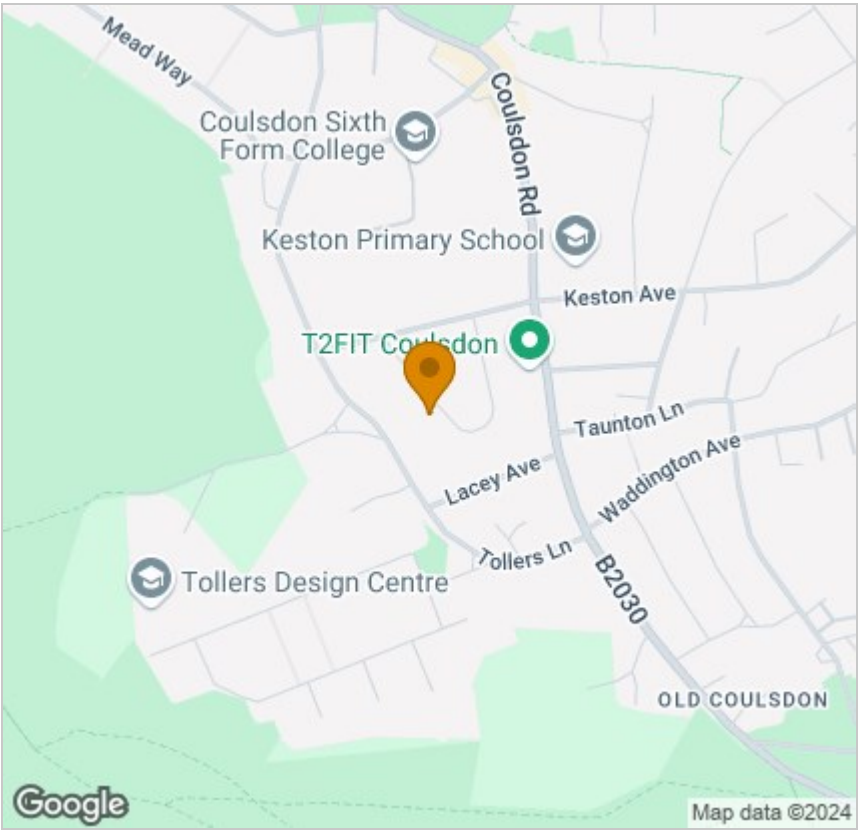 Mead Way
Coulsdon Sixth
Form College
Coulsdon Rd
Keston Primary School
Keston Ave
T2FIT Coulsdon
Taunton Ln
Lacey Ave
Waddington Ave
Tollers Ln
Tollers Design Centre
B2030
OLD COULSDON
Google
Map data ©2024